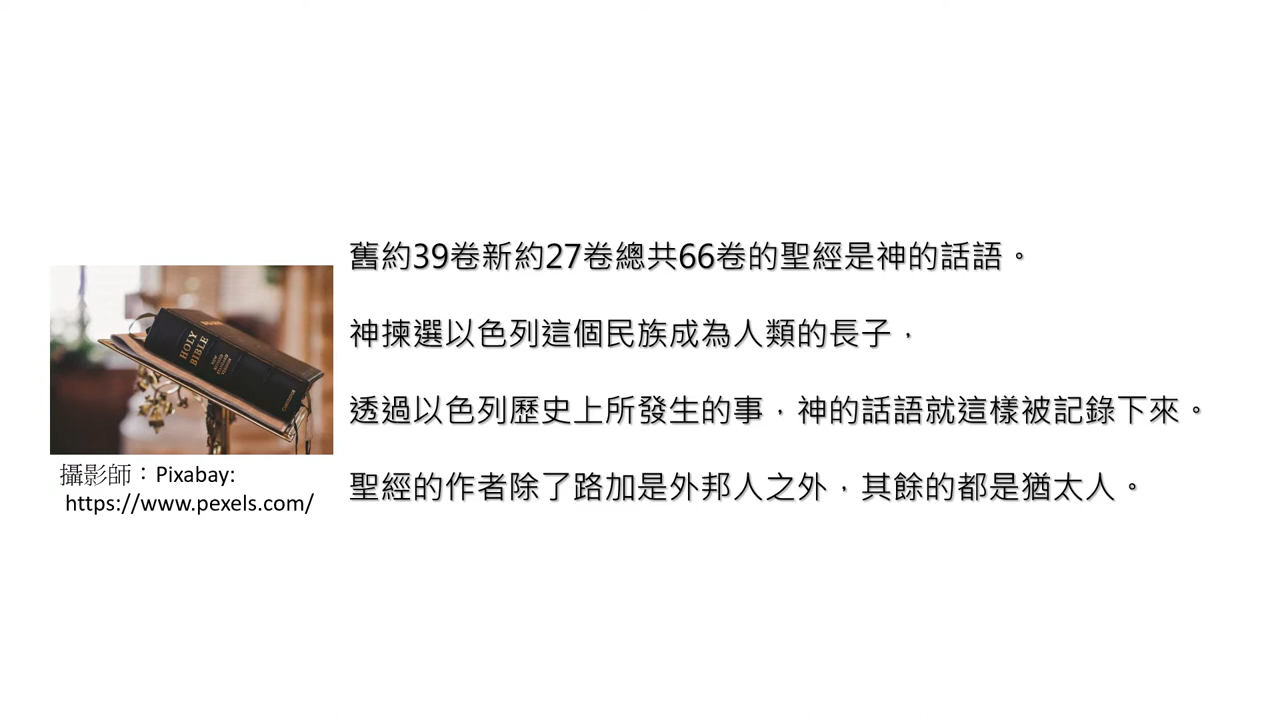 舊約39卷新約27卷總共66卷的聖經是神的話語。
神揀選以色列這個民族成為人類的長子，
透過以色列歷史上所發生的事，神的話語就這樣被記錄下來。
聖經的作者除了路加是外邦人之外，其餘的都是猶太人。
HOLY
BIBLE
攝影師：Pixabay:
https://www.pexels.com/